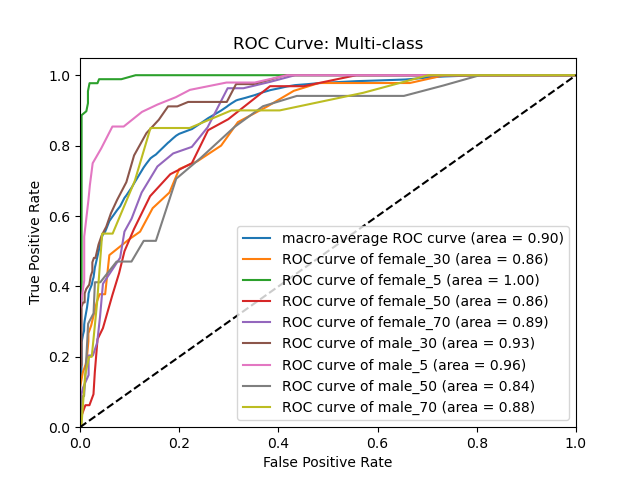 ROC Curve: Multi-class
True Positive Rate
1.0
0.8
0.6
0.4
0.2
0.0
macro-average ROC curve (area = 0.90)
ROC curve of female_30 (area = 0.86)
ROC curve of female_5 (area = 1.00)
ROC curve of female_50 (area = 0.86)
ROC curve of female_70 (area = 0.89)
ROC curve of male_30 (area = 0.93)
ROC curve of male_5 (area = 0.96)
ROC curve of male_50 (area = 0.84)
ROC curve of male_70 (area = 0.88)
0.0 0.2 0.4 0.6 0.8 1.0
False Positive Rate